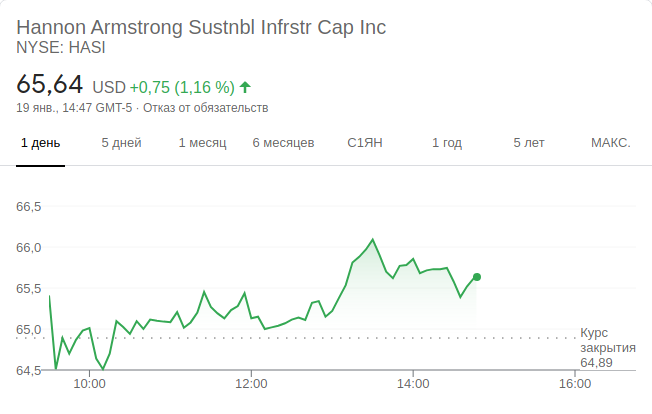 Hannon Armstrong Sustnbl Infrstr Cap Inc
NYSE: HASI
65,64 USD +0,75 (1,16 %)
19 янв., 14:47 GMT-5 · Отказ от обязательств
1 день 5 дней 1 месяц 6 месяцев С1ЯН 1 год 5 лет МАКС.
66,5
66,0
65,5
65,0
Курс
закрытия
64,89
64,5
10:00 12:00 14:00 16:00